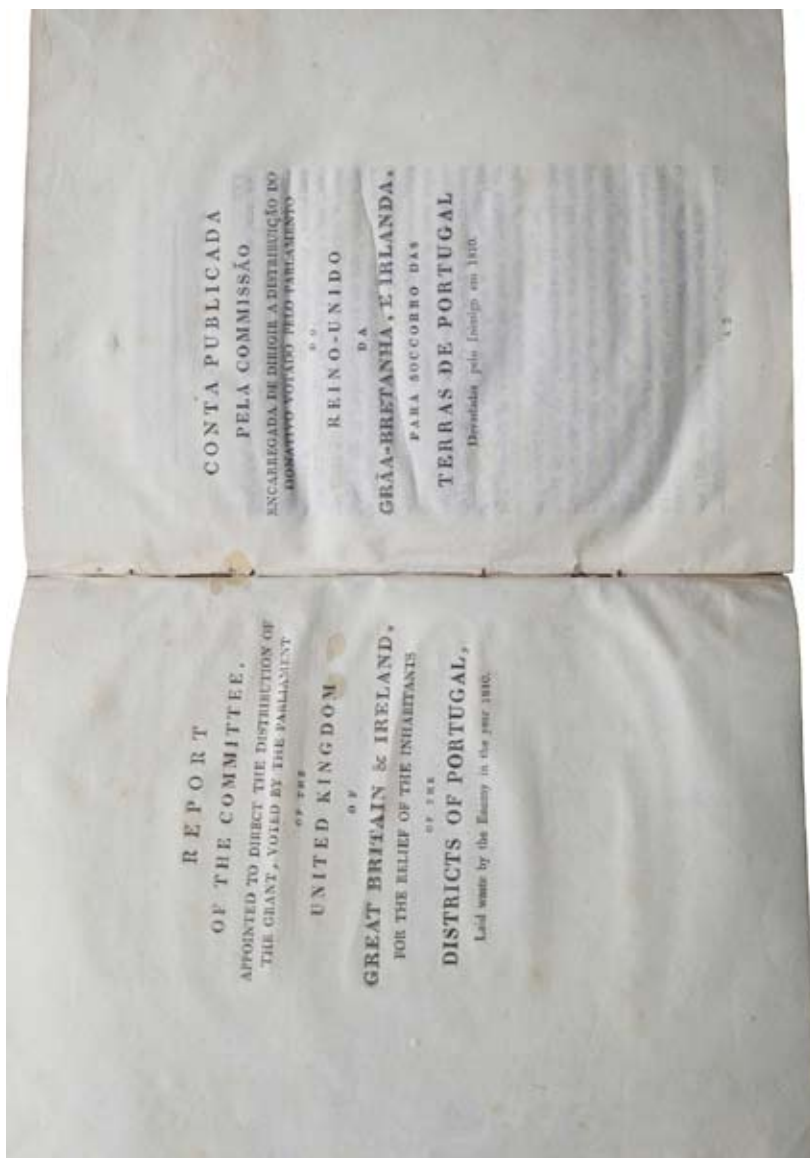 REPORT
OF THE COMMITTEE,
APPOINTED TO DIRECT THE DISTRIBUTION OF
THE GRANT, VOTED BY THE PARLIAMENT
OF THE
UNITED KINGDOM
OF
GREAT BRITAIN & IRELAND,
FOR THE RELIEF OF THE INHABITANTS
OF THE
DISTRICTS OF PORTUGAL,
Laid waste by the Enemy in the year 1810.
CONTA PUBLICADA
PELA COMMISSÃO
ENCARREGADA DE DIRIGIR A DISTRIBUIÇÃO DO
DONATIVO VOTADO PELO PARLAMENTO
DO
REINO-UNIDO
DA
GRÃA-BRETANHA, E IRLANDA,
PARA SOCCORRO DAS
TERRAS DE PORTUGAL
Devastadas pelo Inimigo em 1810.